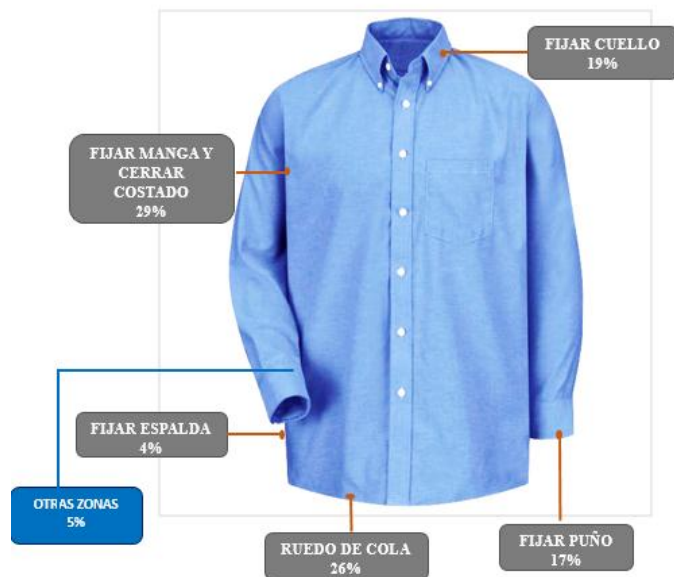 FIJAR CUELLO
19%
FIJAR MANGA Y
CERRAR
COSTADO
29%
FIJAR ESPALDA
4%
OTRAS ZONAS
5%
RUEDO DE COLA
26%
FIJAR PUÑO
17%